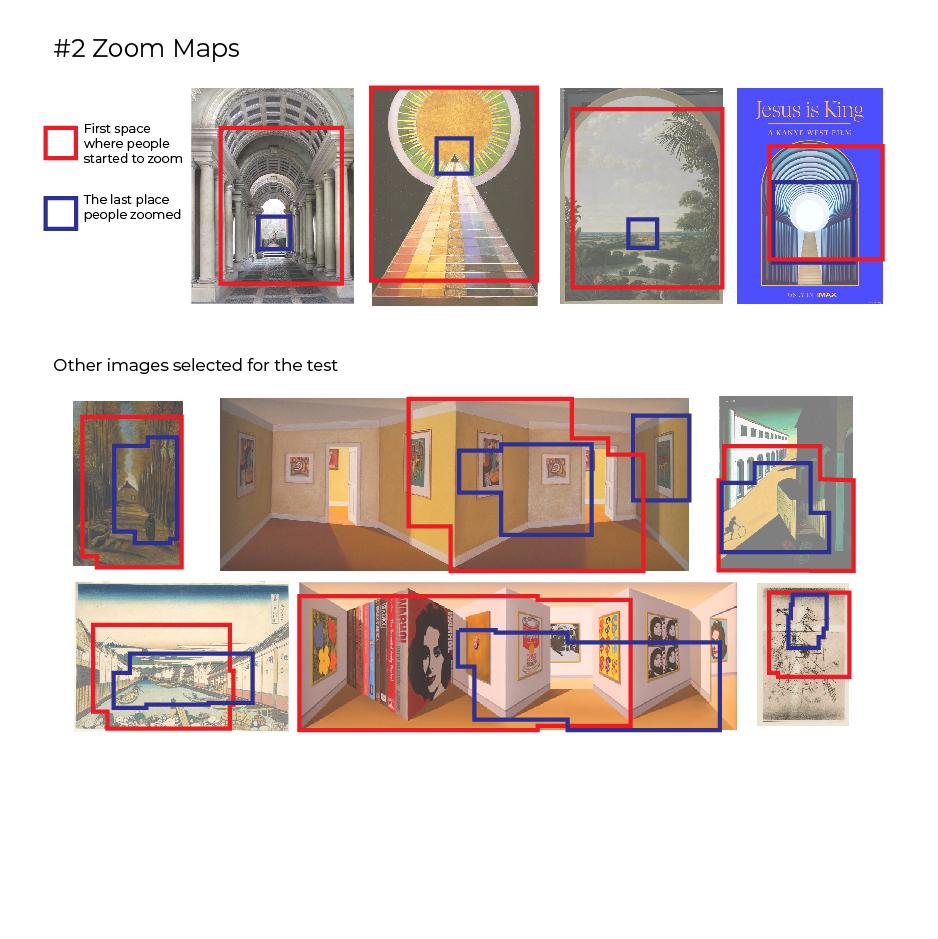 #2 Zoom Maps
First space
where people
started to zoom
The last place
people zoomed
Jesus is King
A KANYE WEST FILM
ONLY IN IMAX
Other images selected for the test
WARHOL